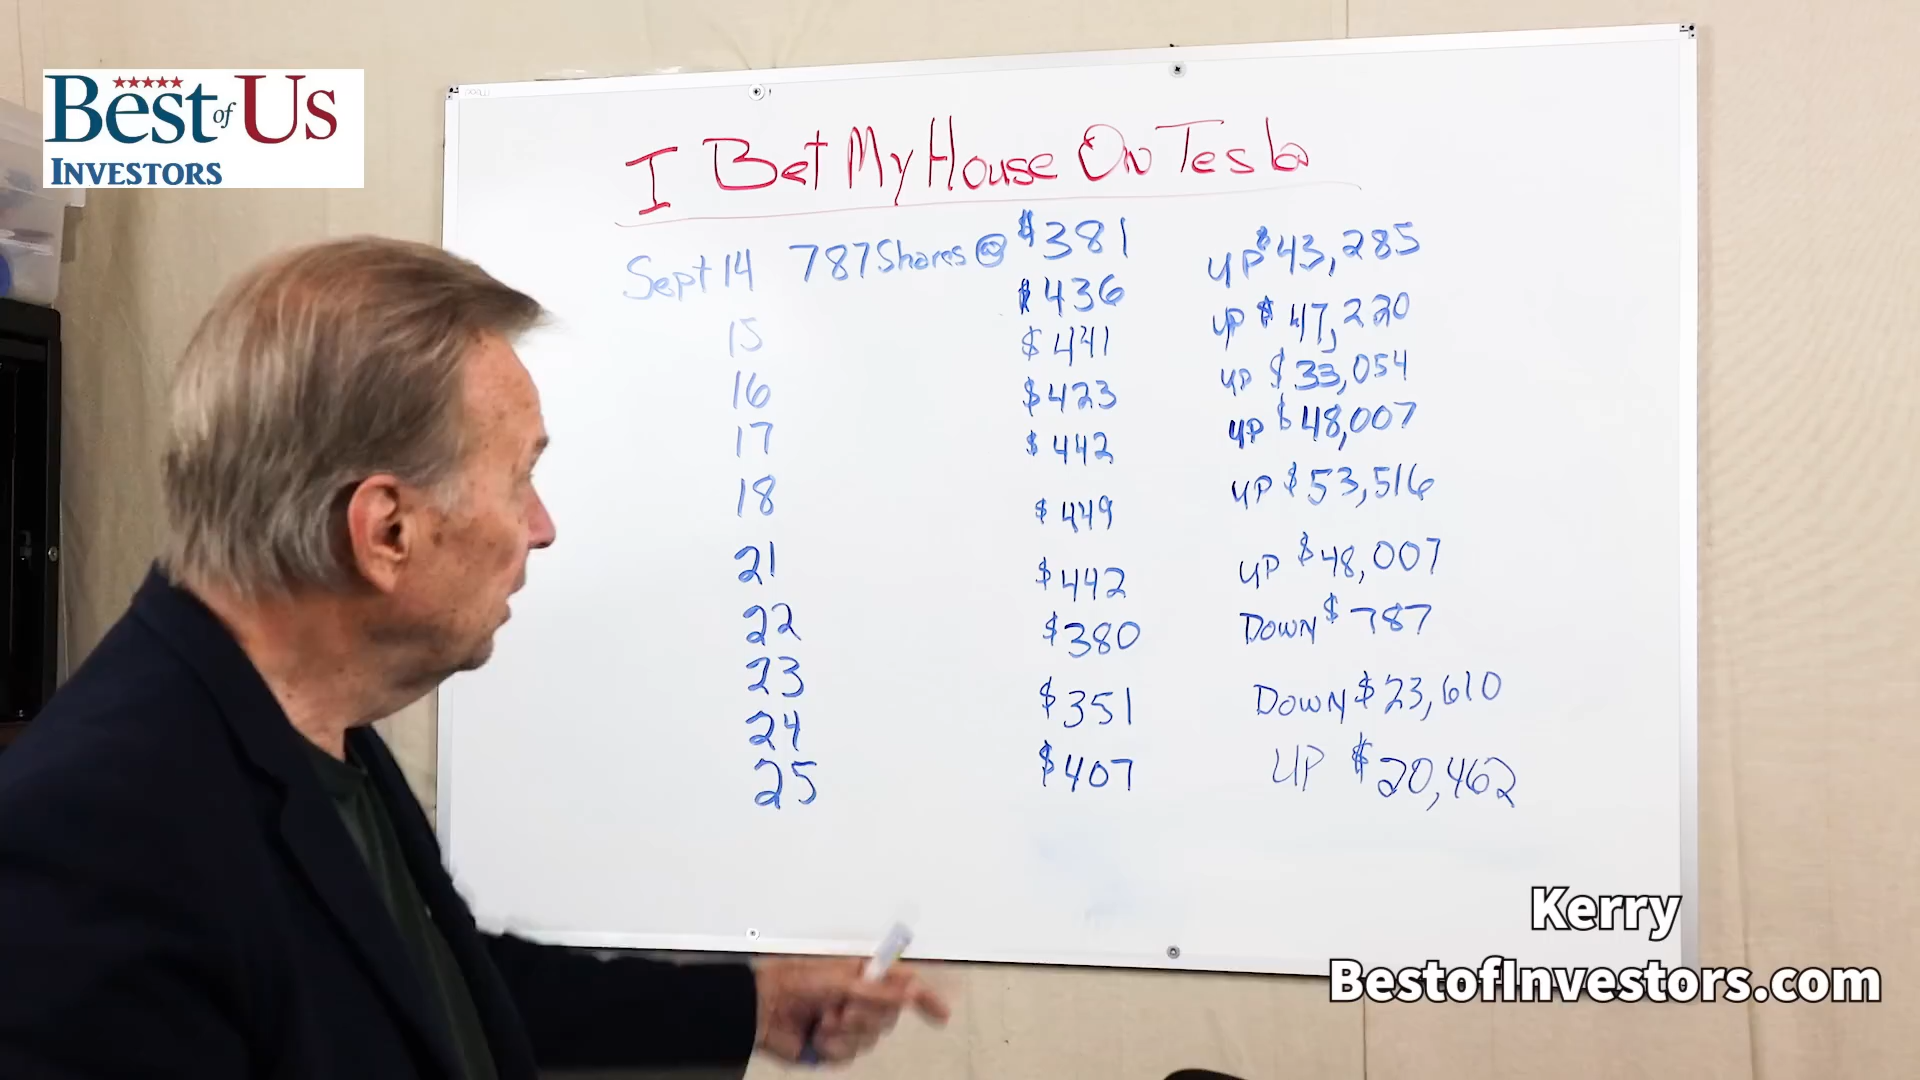 Best of Us
INVESTORS
I Bet My House On Tesla
Sept 14 787 Shares @ $381
$436 UP $43,285
15 $441 UP $47,220
16 $423 UP $33,054
17 $442 UP $48,007
18 $449 UP $53,516
21 $442 UP $48,007
22 $380 DOWN $787
23 $351 DOWN $23,610
24
25 $407 UP $20,462
Kerry
BestofInvestors.com